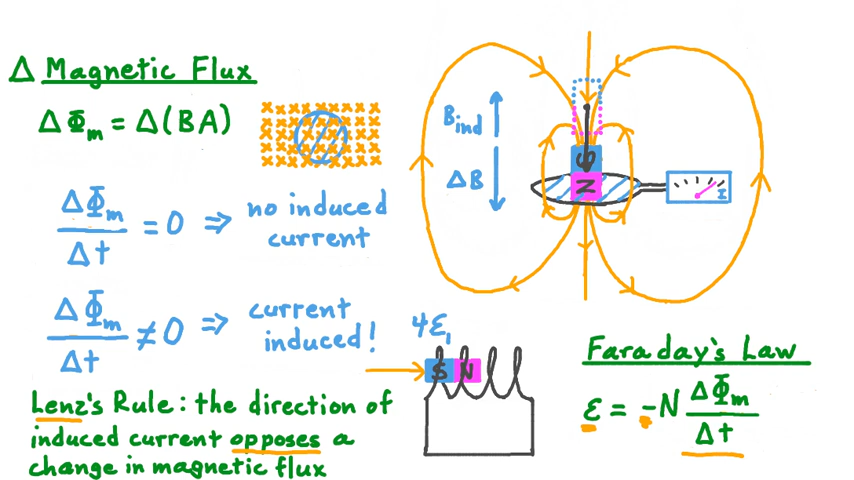 Δ Magnetic Flux
ΔΦm = Δ(BA)
ΔΦm/Δt = 0 ⇒ no induced
current
ΔΦm/Δt ≠ 0 ⇒ current
induced!
Lenz's Rule: the direction of
induced current opposes a
change in magnetic flux
Bind
ΔB
S
N
I
4ε₁
S N
Faraday's Law
ε = -N ΔΦm/Δt